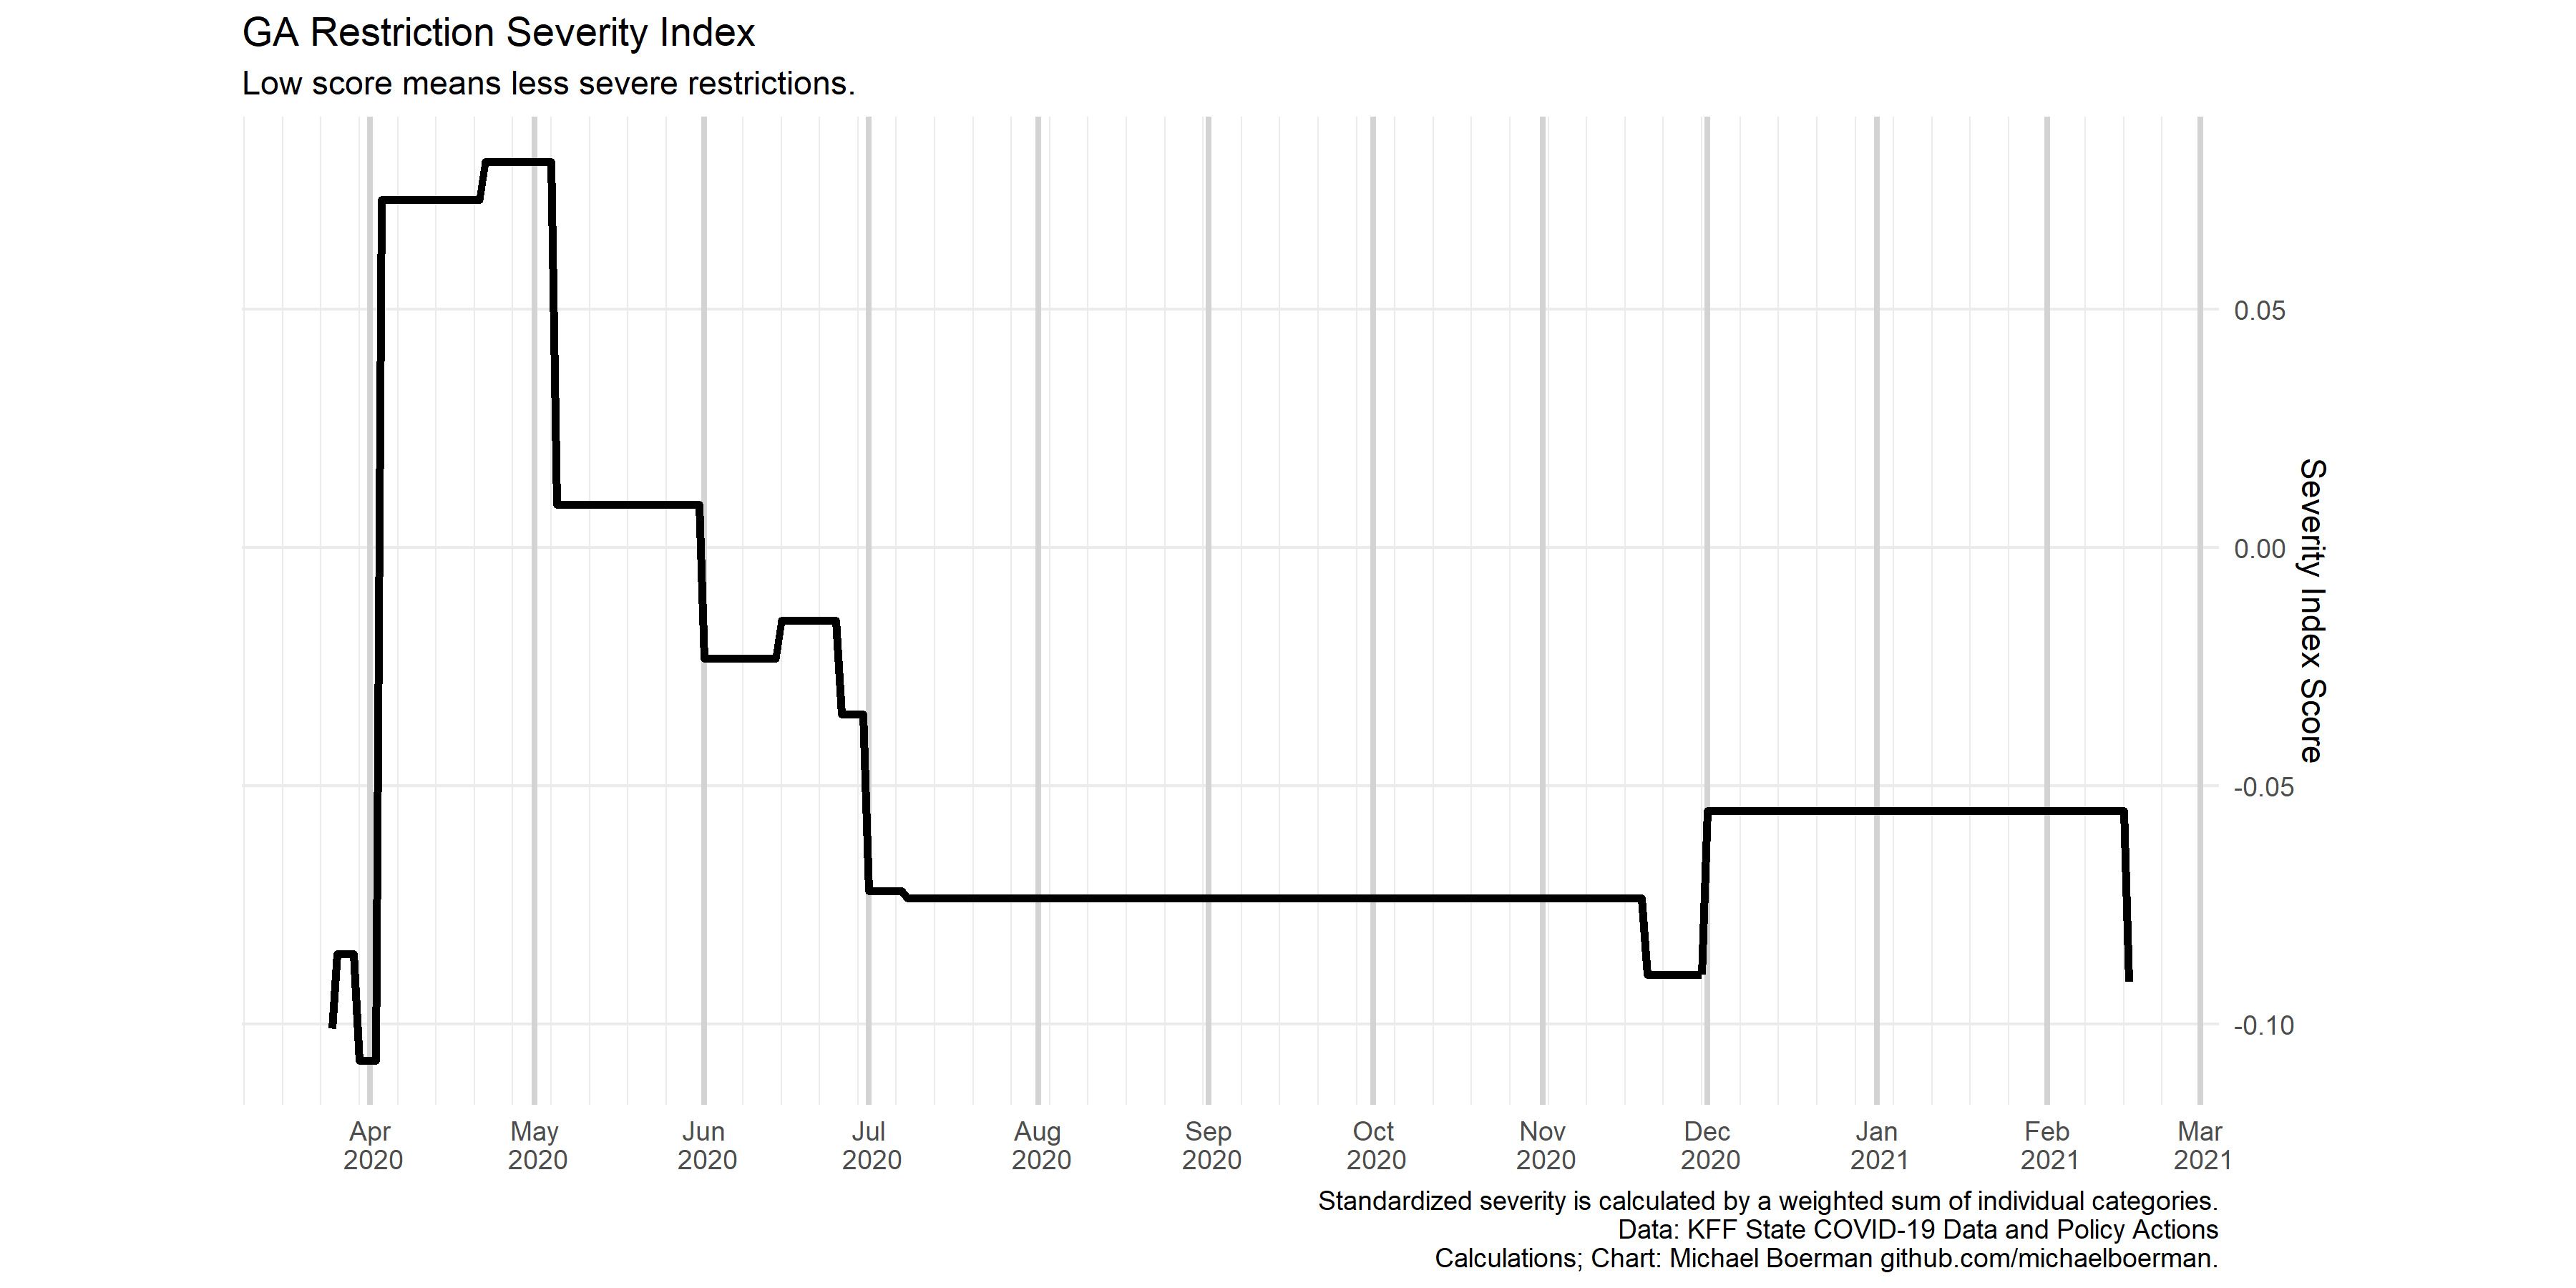 GA Restriction Severity Index
Low score means less severe restrictions.
0.05
0.00
-0.05
-0.10
Severity Index Score
Apr 2020
May 2020
Jun 2020
Jul 2020
Aug 2020
Sep 2020
Oct 2020
Nov 2020
Dec 2020
Jan 2021
Feb 2021
Mar 2021
Standardized severity is calculated by a weighted sum of individual categories.
Data: KFF State COVID-19 Data and Policy Actions
Calculations; Chart: Michael Boerman github.com/michaelboerman.